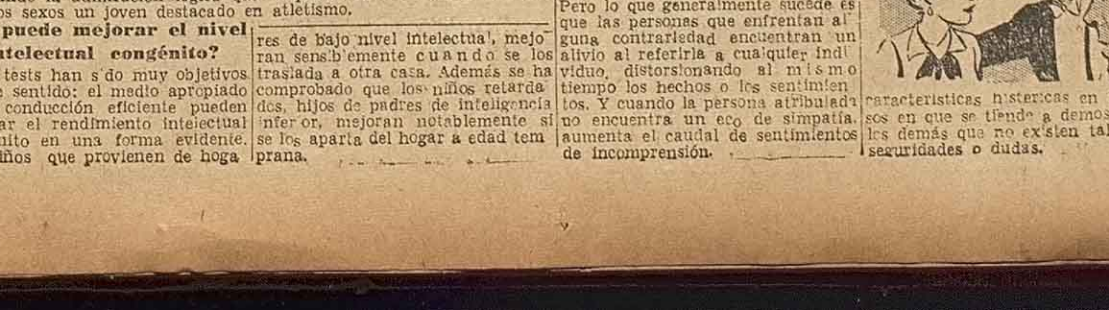 os sexos un joven destacado en atletismo.
puede mejorar el nivel
ntelectual congénito?
tests han s do muy objetivos
sentido: el medio apropiado
conducción eficiente pueden
ar el rendimiento intelectual
nito en una forma evidente.
iños que provienen de hoga
res de bajo nivel intelectual, mejo
ran sensib'emente cuando se los
traslada a otra casa. Además se ha
comprobado que los niños retarda
dos, hijos de padres de inteligencia
infer or, mejoran notablemente si
se los aparta del hogar a edad tem
prana.
Pero lo que generalmente sucede es
que las personas que enfrentan al
guna contrariedad encuentran un
alivio al referirla a cualquier indi
viduo, distorsionando al mismo
tiempo los hechos o los sentimien
tos. Y cuando la persona atribulada
no encuentra un eco de simpatía,
aumenta el caudal de sentimientos
de incomprensión.
características histericas en
sos en que se tiende a demos
los demás que no existen tal
seguridades o dudas.